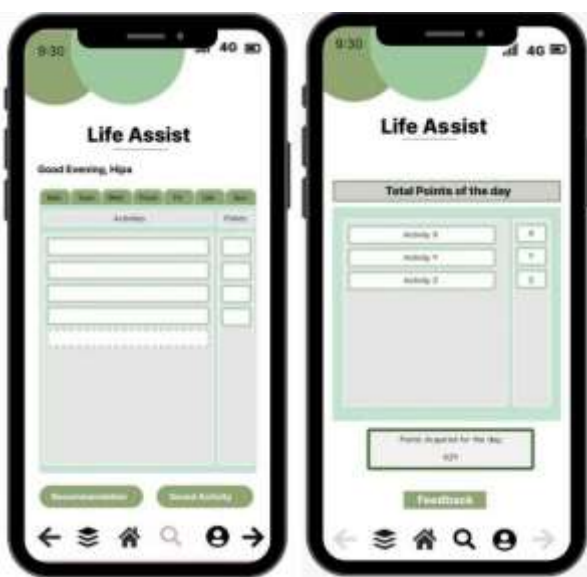 9:30 4G
Life Assist
Good Evening, Hipa
Mon Tues Wed Thurs Fri Sat Sun
Activities Points
Recommendation Saved Activity
9:30 4G
Life Assist
Total Points of the day
Activity X X
Activity Y Y
Activity Z Z
Points Acquired for the day:
Feedback